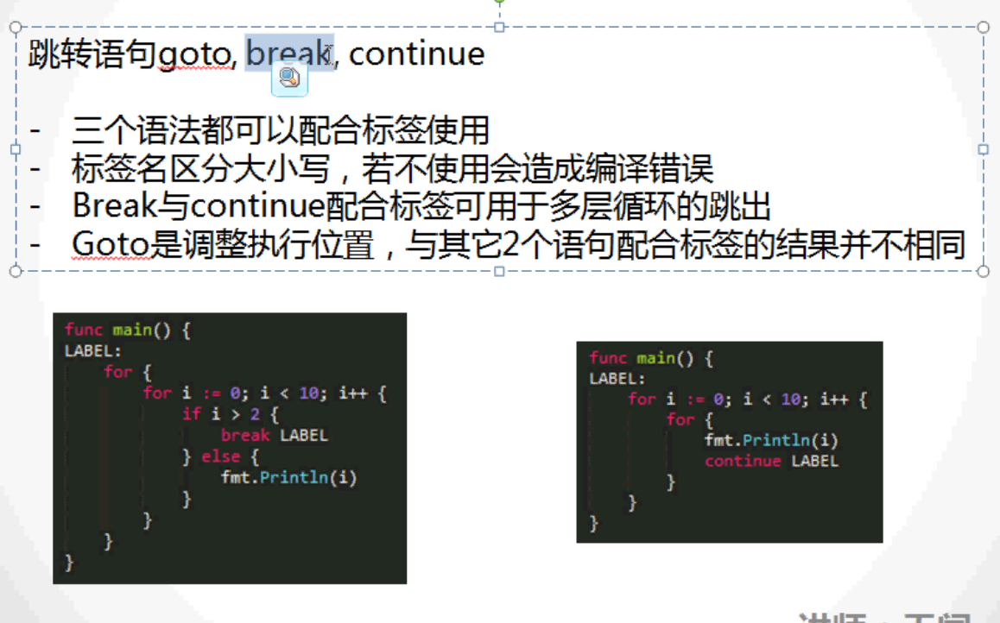 跳转语句goto, break, continue
- 三个语法都可以配合标签使用
- 标签名区分大小写，若不使用会造成编译错误
- Break与continue配合标签可用于多层循环的跳出
- Goto是调整执行位置，与其它2个语句配合标签的结果并不相同
func main() {
LABEL:
    for {
        for i := 0; i < 10; i++ {
            if i > 2 {
                break LABEL
            } else {
                fmt.Println(i)
            }
        }
    }
}
func main() {
LABEL:
    for i := 0; i < 10; i++ {
        for {
            fmt.Println(i)
            continue LABEL
        }
    }
}